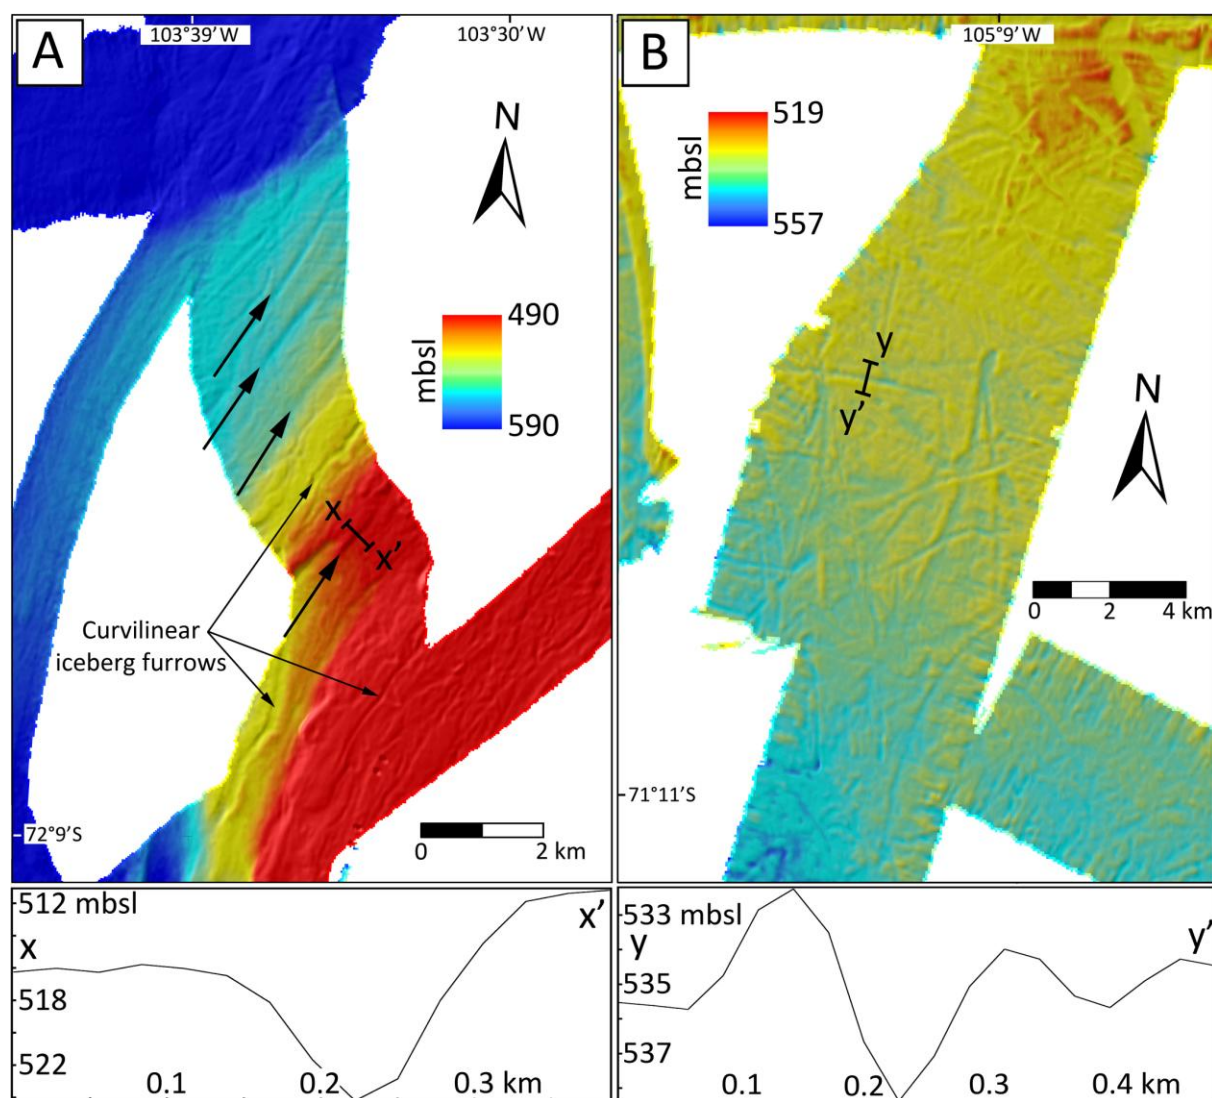 A
103°39’W
103°30’W
N
mbsl
490
590
x
x’
Curvilinear
iceberg furrows
72°9’S
0
2 km
B
105°9’W
mbsl
519
557
y
y’
N
0
2
4 km
71°11’S
512 mbsl
x
x’
518
522
0.1
0.2
0.3 km
533 mbsl
y
y’
535
537
0.1
0.2
0.3
0.4 km